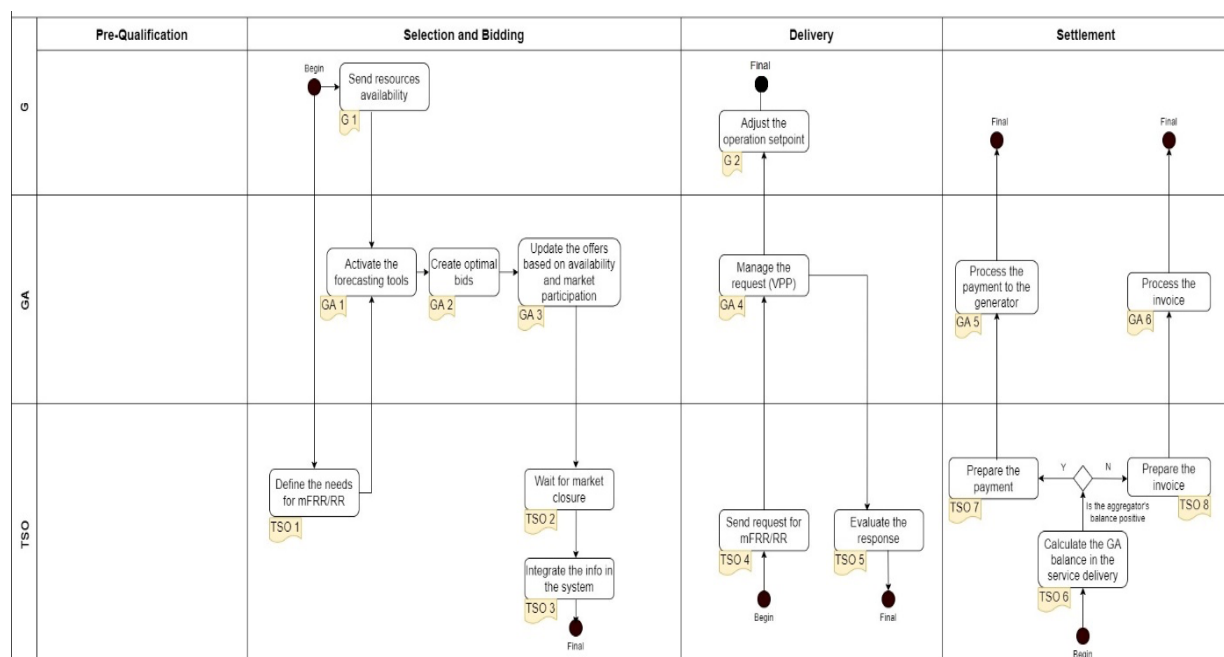 Pre-Qualification
Selection and Bidding
Delivery
Settlement
G
Begin
Send resources
availability
G 1
Final
Adjust the
operation setpoint
G 2
Final
Final
GA
Activate the
forecasting tools
GA 1
Create optimal
bids
GA 2
Update the offers
based on availability
and market
participation
GA 3
Manage the
request (VPP)
GA 4
Process the
payment to the
generator
GA 5
Process the
invoice
GA 6
TSO
Define the needs
for mFRR/RR
TSO 1
Wait for market
closure
TSO 2
Integrate the info in
the system
TSO 3
Final
Send request for
mFRR/RR
TSO 4
Begin
Evaluate the
response
TSO 5
Final
Prepare the
payment
TSO 7
Y
N
Is the aggregator's
balance positive
Prepare the
invoice
TSO 8
Calculate the GA
balance in the
service delivery
TSO 6
Begin